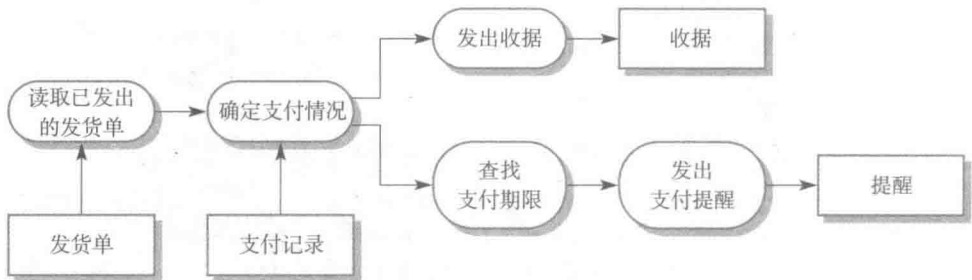 发出收据
收据
读取已发出
的发货单
确定支付情况
查找
支付期限
发出
支付提醒
提醒
发货单
支付记录